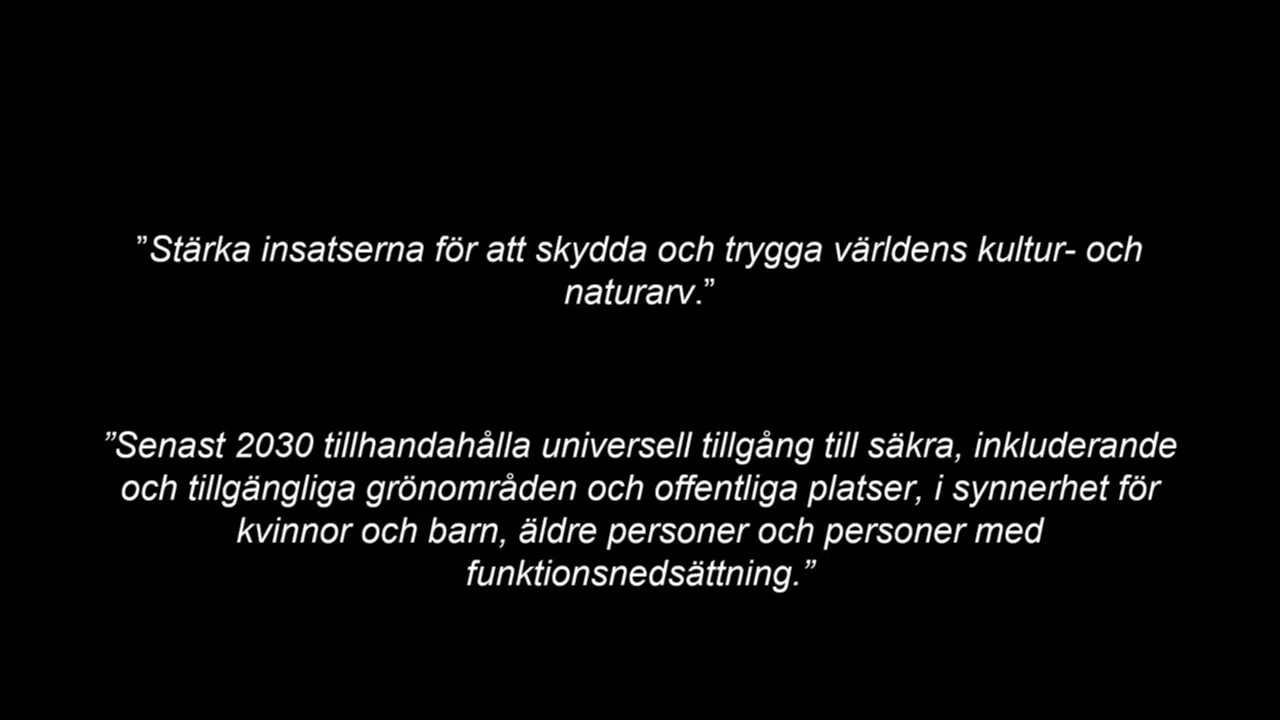 ”Stärka insatserna för att skydda och trygga världens kultur- och
naturarv.”
”Senast 2030 tillhandahålla universell tillgång till säkra, inkluderande
och tillgängliga grönområden och offentliga platser, i synnerhet för
kvinnor och barn, äldre personer och personer med
funktionsnedsättning.”